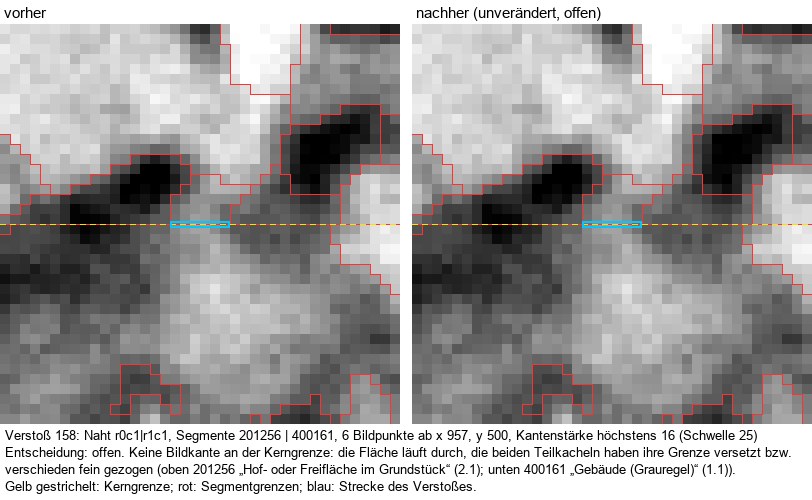 vorher
nachher (unverändert, offen)
Verstoß 158: Naht r0c1|r1c1, Segmente 201256 | 400161, 6 Bildpunkte ab x 957, y 500, Kantenstärke höchstens 16 (Schwelle 25)
Entscheidung: offen. Keine Bildkante an der Kerngrenze: die Fläche läuft durch, die beiden Teilkacheln haben ihre Grenze versetzt bzw.
verschieden fein gezogen (oben 201256 „Hof- oder Freifläche im Grundstück“ (2.1); unten 400161 „Gebäude (Grauregel)“ (1.1)).
Gelb gestrichelt: Kerngrenze; rot: Segmentgrenzen; blau: Strecke des Verstoßes.